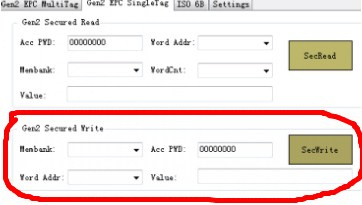 Gen2 EPC MultiTag Gen2 EPC SingleTag ISO 6B Settings
Gen2 Secured Read
Acc PWD: 00000000 Word Addr:
SecRead
Membank: WordCnt:
Value:
Gen2 Secured Write
Membank: Acc PWD: 00000000 SecWrite
Word Addr: Value: